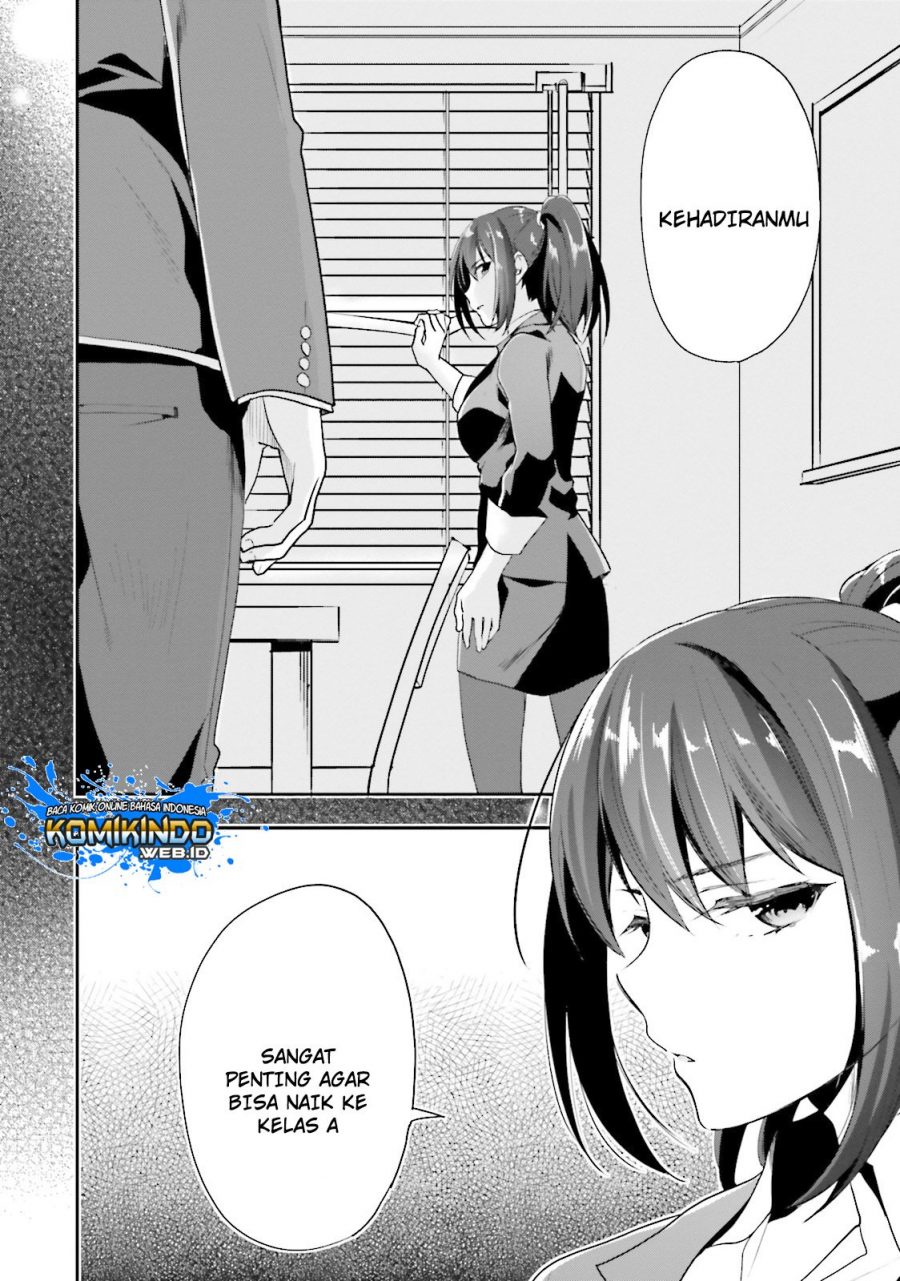 KEHADIRANMU
BACA KOMIK ONLINE BAHASA INDONESIA
KOMIKINDO
WEB.ID
SANGAT
PENTING AGAR
BISA NAIK KE
KELAS A